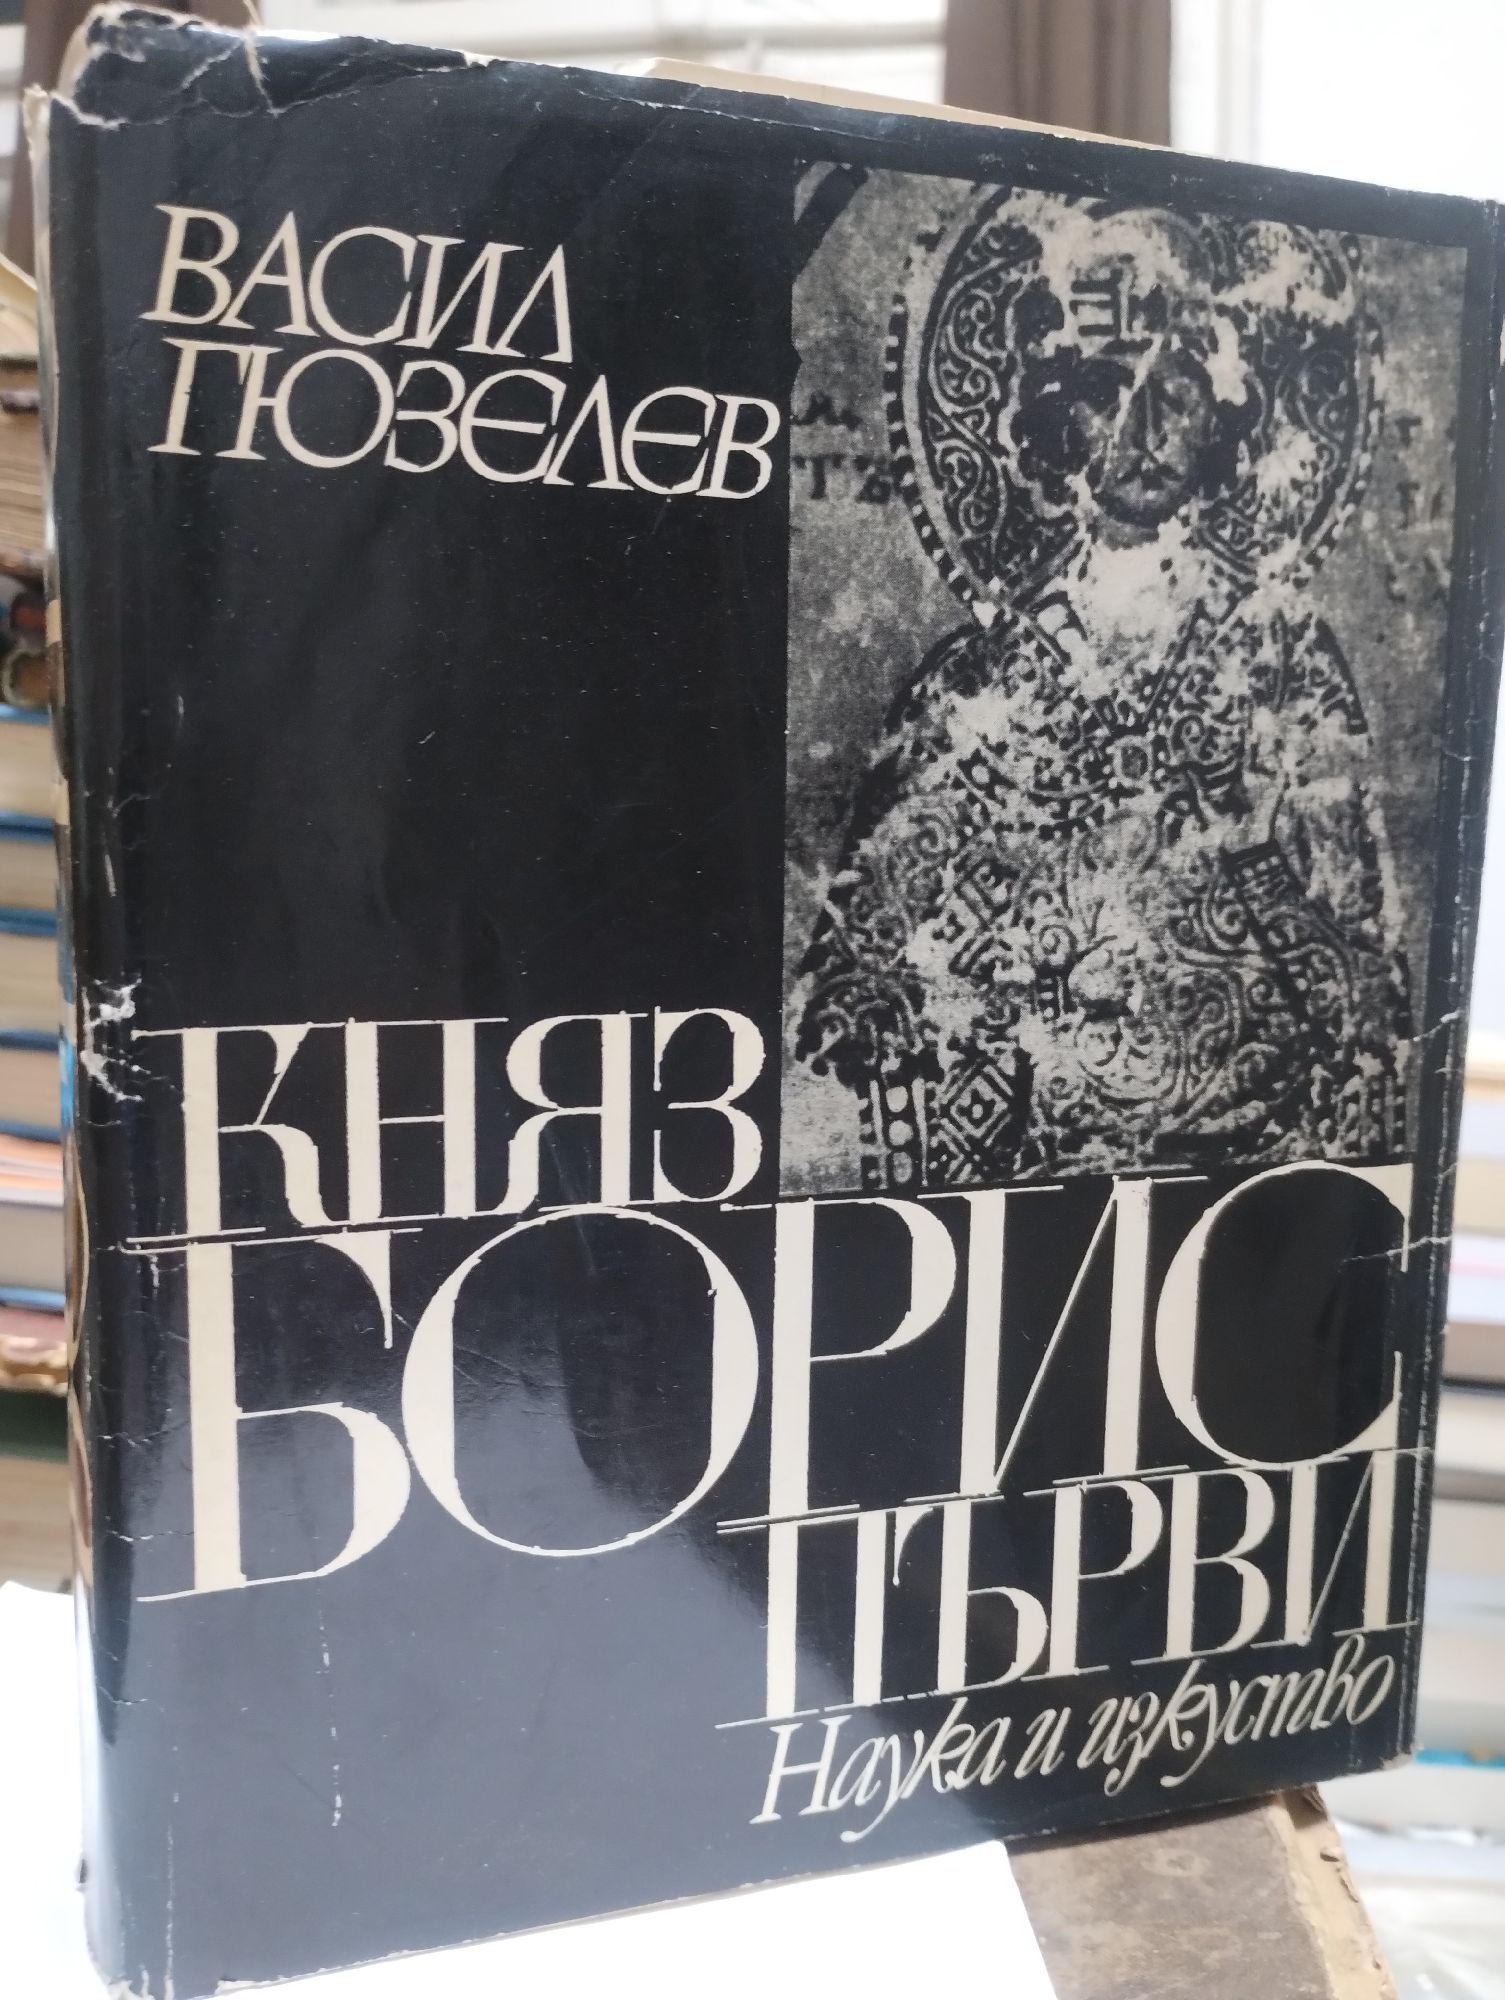 ВАСИЛ
ГЮЗЕЛЕВ
КНЯЗ
БОРИС
ПЪРВИ
Наука и изкуство